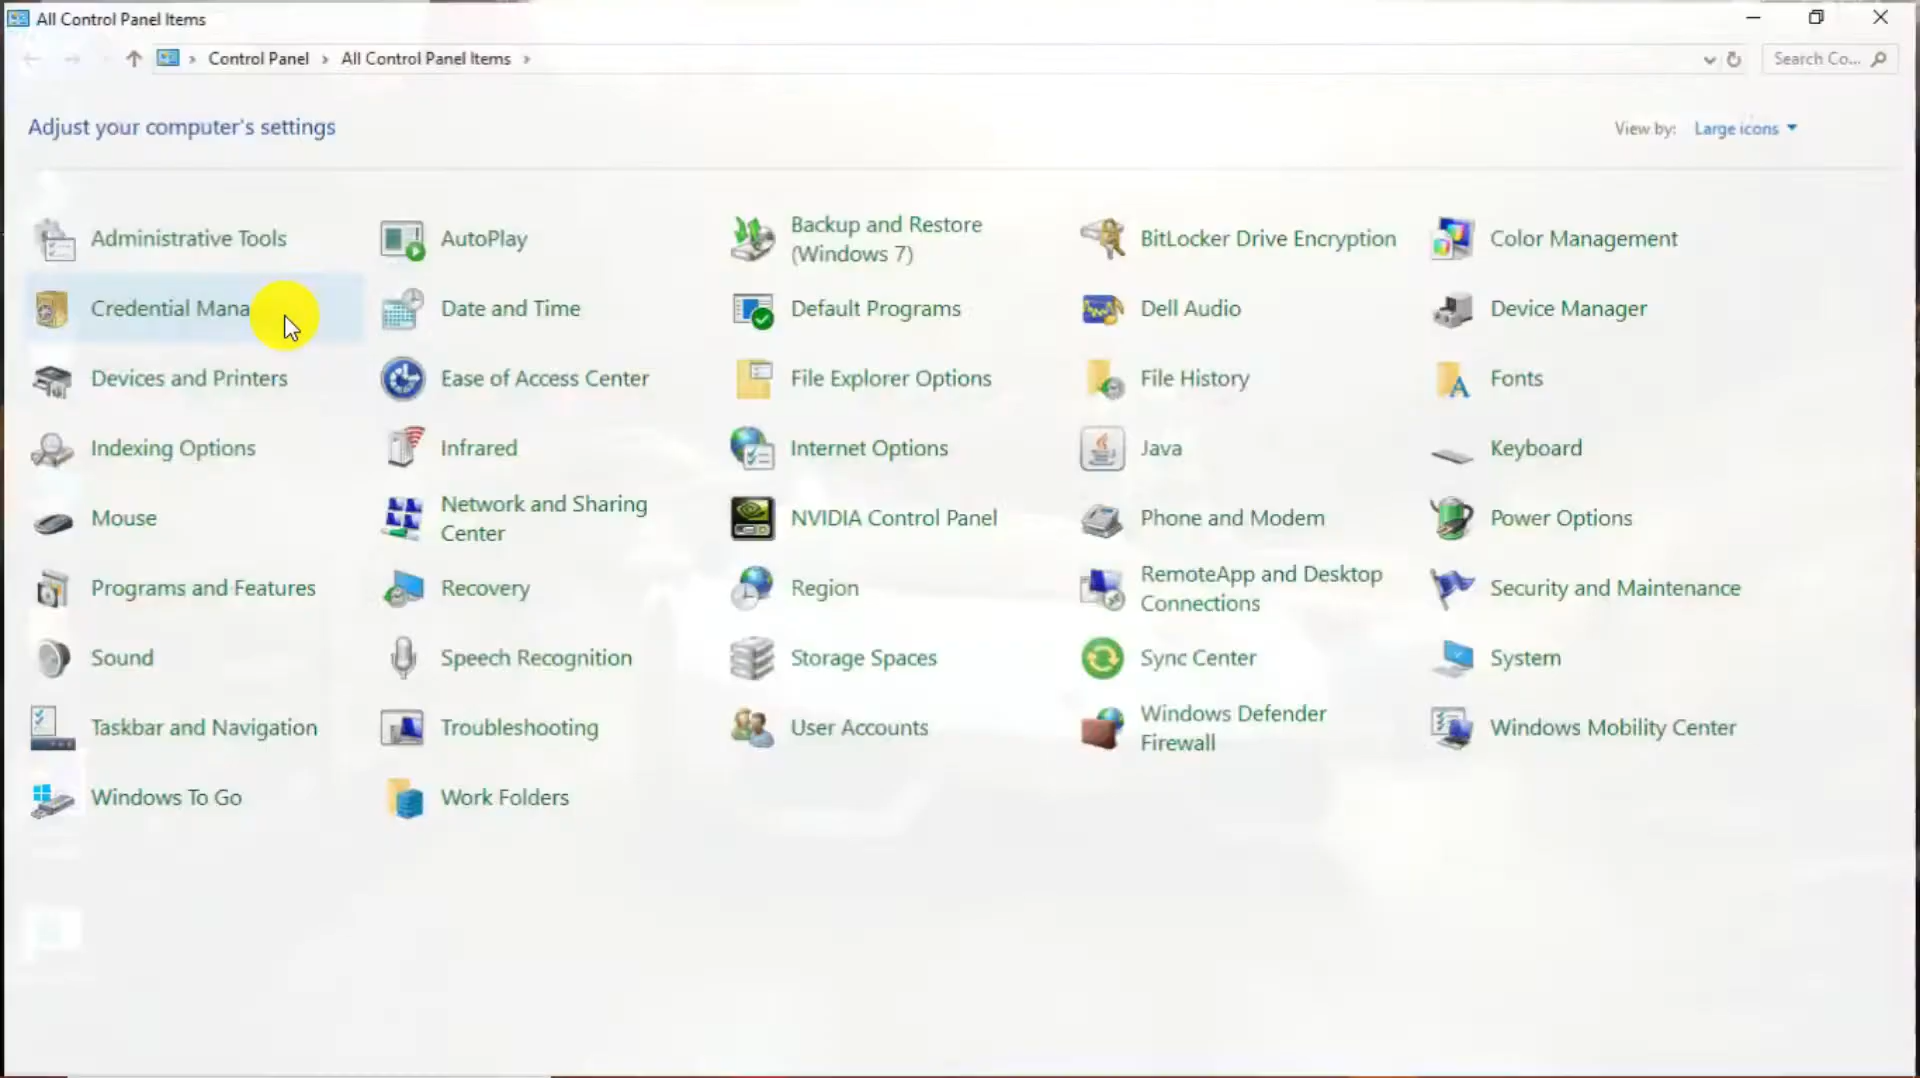 All Control Panel Items
Control Panel
All Control Panel Items
Search Co...
Adjust your computer's settings
View by:
Large icons
Administrative Tools
AutoPlay
Backup and Restore
(Windows 7)
BitLocker Drive Encryption
Color Management
Credential Mana
Date and Time
Default Programs
Dell Audio
Device Manager
Devices and Printers
Ease of Access Center
File Explorer Options
File History
Fonts
Indexing Options
Infrared
Internet Options
Java
Keyboard
Mouse
Network and Sharing
Center
NVIDIA Control Panel
Phone and Modem
Power Options
Programs and Features
Recovery
Region
RemoteApp and Desktop
Connections
Security and Maintenance
Sound
Speech Recognition
Storage Spaces
Sync Center
System
Taskbar and Navigation
Troubleshooting
User Accounts
Windows Defender
Firewall
Windows Mobility Center
Windows To Go
Work Folders